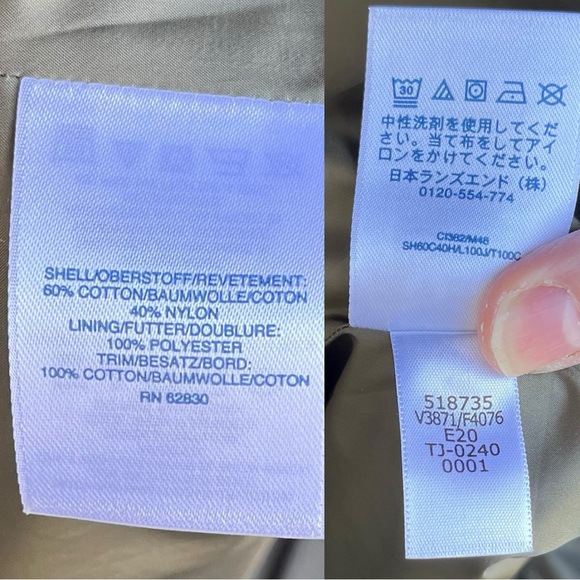 SHELL/OBERSTOFF/REVETEMENT:
60% COTTON/BAUMWOLLE/COTON
40% NYLON
LINING/FUTTER/DOUBLURE:
100% POLYESTER
TRIM/BESATZ/BORD:
100% COTTON/BAUMWOLLE/COTON
RN 62830
30
中性洗剤を使用してくだ
さい。当て布をしてアイ
ロンをかけてください。
日本ランズエンド（株）
0120-554-774
C1382/M48
SH60C40H/L100J/T100C
518735
V3871/F4076
E20
TJ-0240
0001